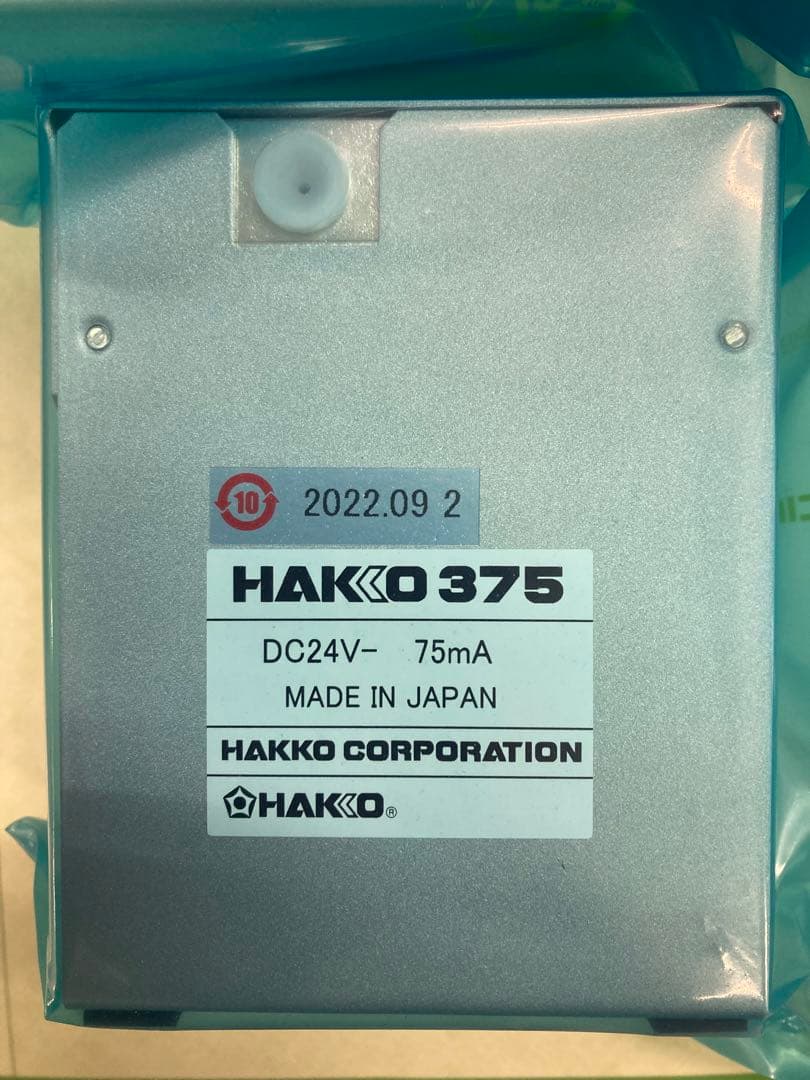 10 2022.09 2
HAKKO 375
DC24V- 75mA
MADE IN JAPAN
HAKKO CORPORATION
HAKKO®